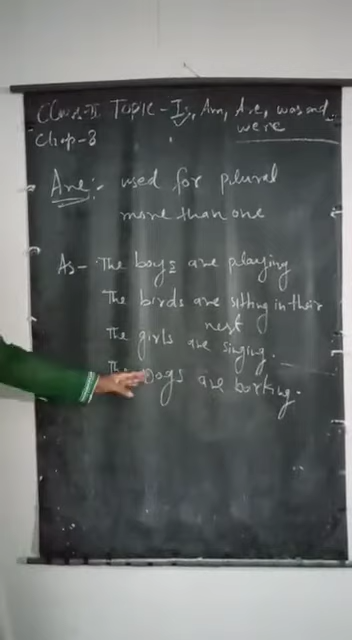 Class-II Topic - Is, Am, Are, was and
were
Chap-3
Are :- used for plural
more than one
As - The boys are playing
The birds are sitting in their
nest
The girls are singing.
The Dogs are barking.